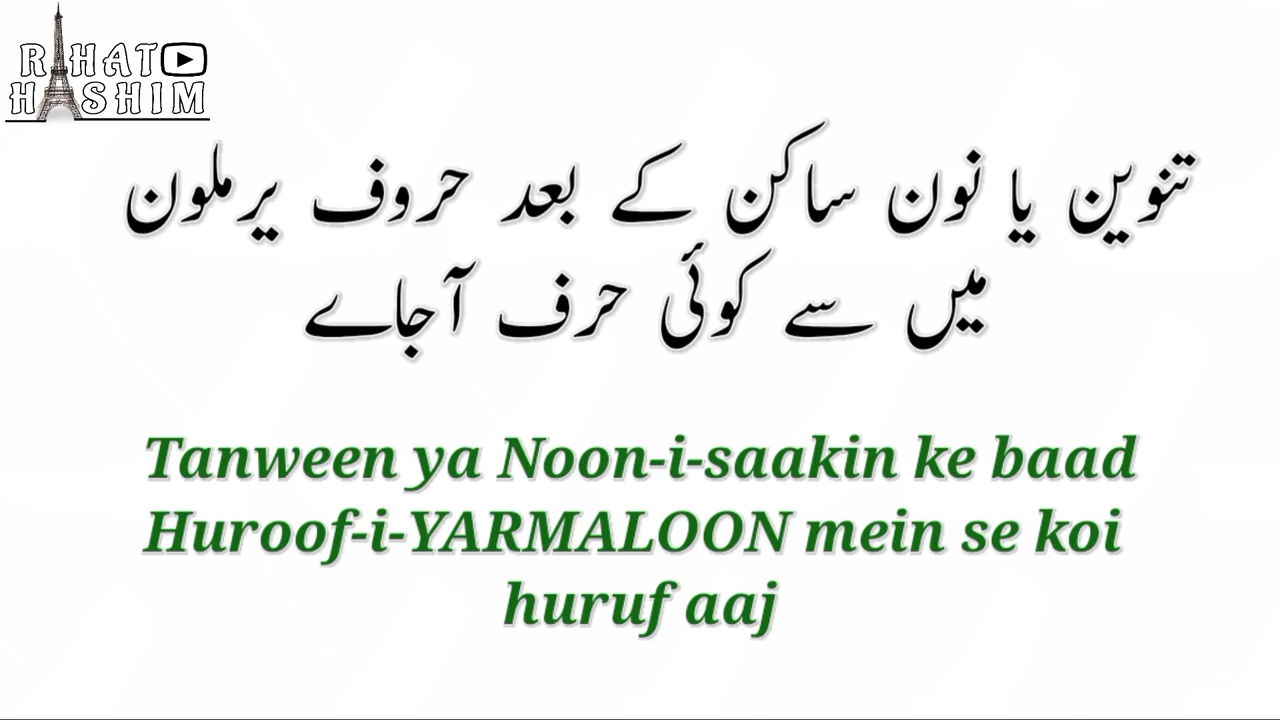 RAHAT
HASHIM
تنوین یا نون ساکن کے بعد حروف یرملون
میں سے کوئی حرف آجاے
Tanween ya Noon-i-saakin ke baad
Huroof-i-YARMALOON mein se koi
huruf aaj